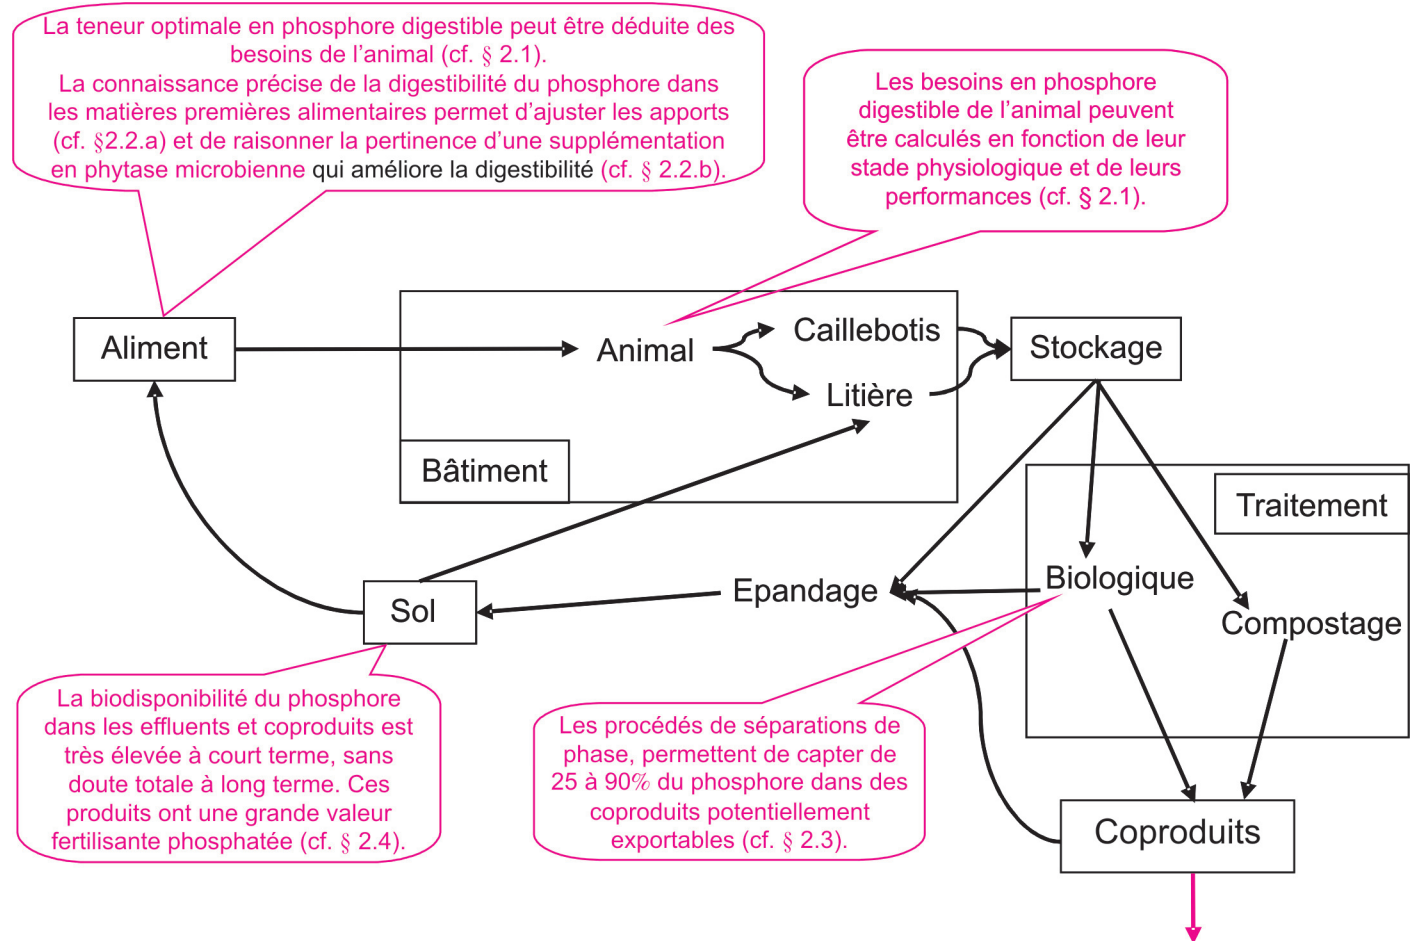 La teneur optimale en phosphore digestible peut être déduite des
besoins de l'animal (cf. § 2.1).
La connaissance précise de la digestibilité du phosphore dans
les matières premières alimentaires permet d'ajuster les apports
(cf. §2.2.a) et de raisonner la pertinence d'une supplémentation
en phytase microbienne qui améliore la digestibilité (cf. § 2.2.b).
Les besoins en phosphore
digestible de l'animal peuvent
être calculés en fonction de leur
stade physiologique et de leurs
performances (cf. § 2.1).
Aliment
Animal
Caillebotis
Litière
Stockage
Bâtiment
Traitement
Biologique
Compostage
Epandage
Sol
La biodisponibilité du phosphore
dans les effluents et coproduits est
très élevée à court terme, sans
doute totale à long terme. Ces
produits ont une grande valeur
fertilisante phosphatée (cf. § 2.4).
Les procédés de séparations de
phase, permettent de capter de
25 à 90% du phosphore dans des
coproduits potentiellement
exportables (cf. § 2.3).
Coproduits